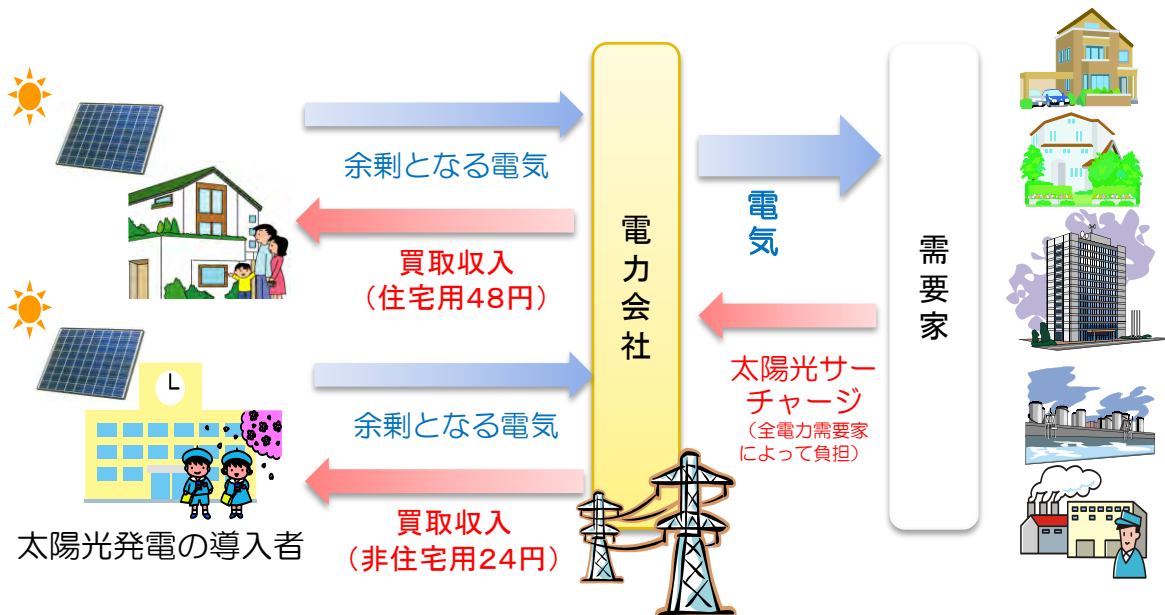 余剰となる電気
買取収入
（住宅用48円）
余剰となる電気
買取収入
（非住宅用24円）
太陽光発電の導入者
電力会社
電気
太陽光サー
チャージ
（全電力需要家
によって負担）
需要家